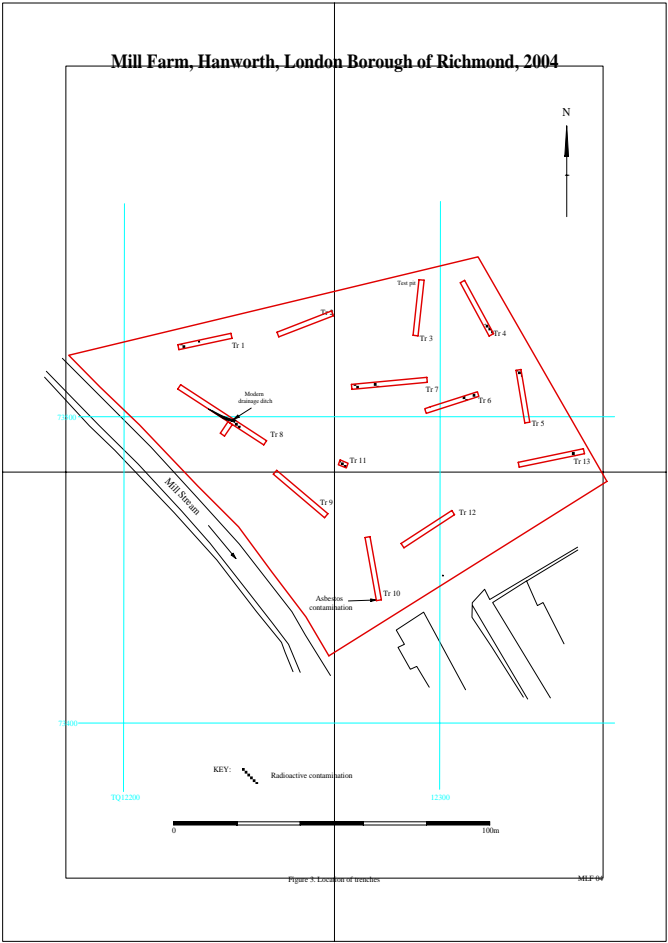 Mill Farm, Hanworth, London Borough of Richmond, 2004
N
Test pit
Tr
Tr 1
Tr 3
Tr 4
Modern
drainage ditch
Tr 7
Tr 6
Tr 5
Tr 8
Tr 11
Tr 13
Mill Stream
Tr 9
Tr 12
Asbestos
contamination
Tr 10
73400
KEY:
Radioactive contamination
TQ12200
12300
0
100m
Figure 3. Location of trenches
MLF 04